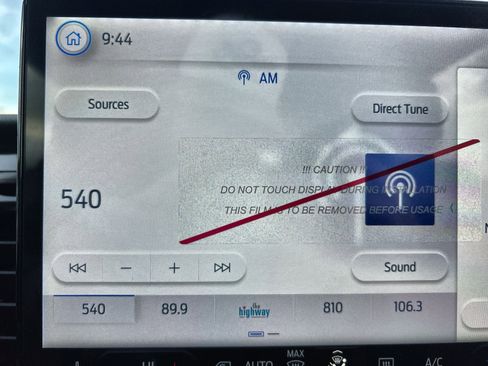 9:44
AM
Sources
Direct Tune
!!! CAUTION !!
DO NOT TOUCH DISPLAY DURING INSTALLATION
540
THIS FILM IS TO BE REMOVED BEFORE USAGE
Sound
540 89.9 the highway 810 106.3
AUTO MAX A/C